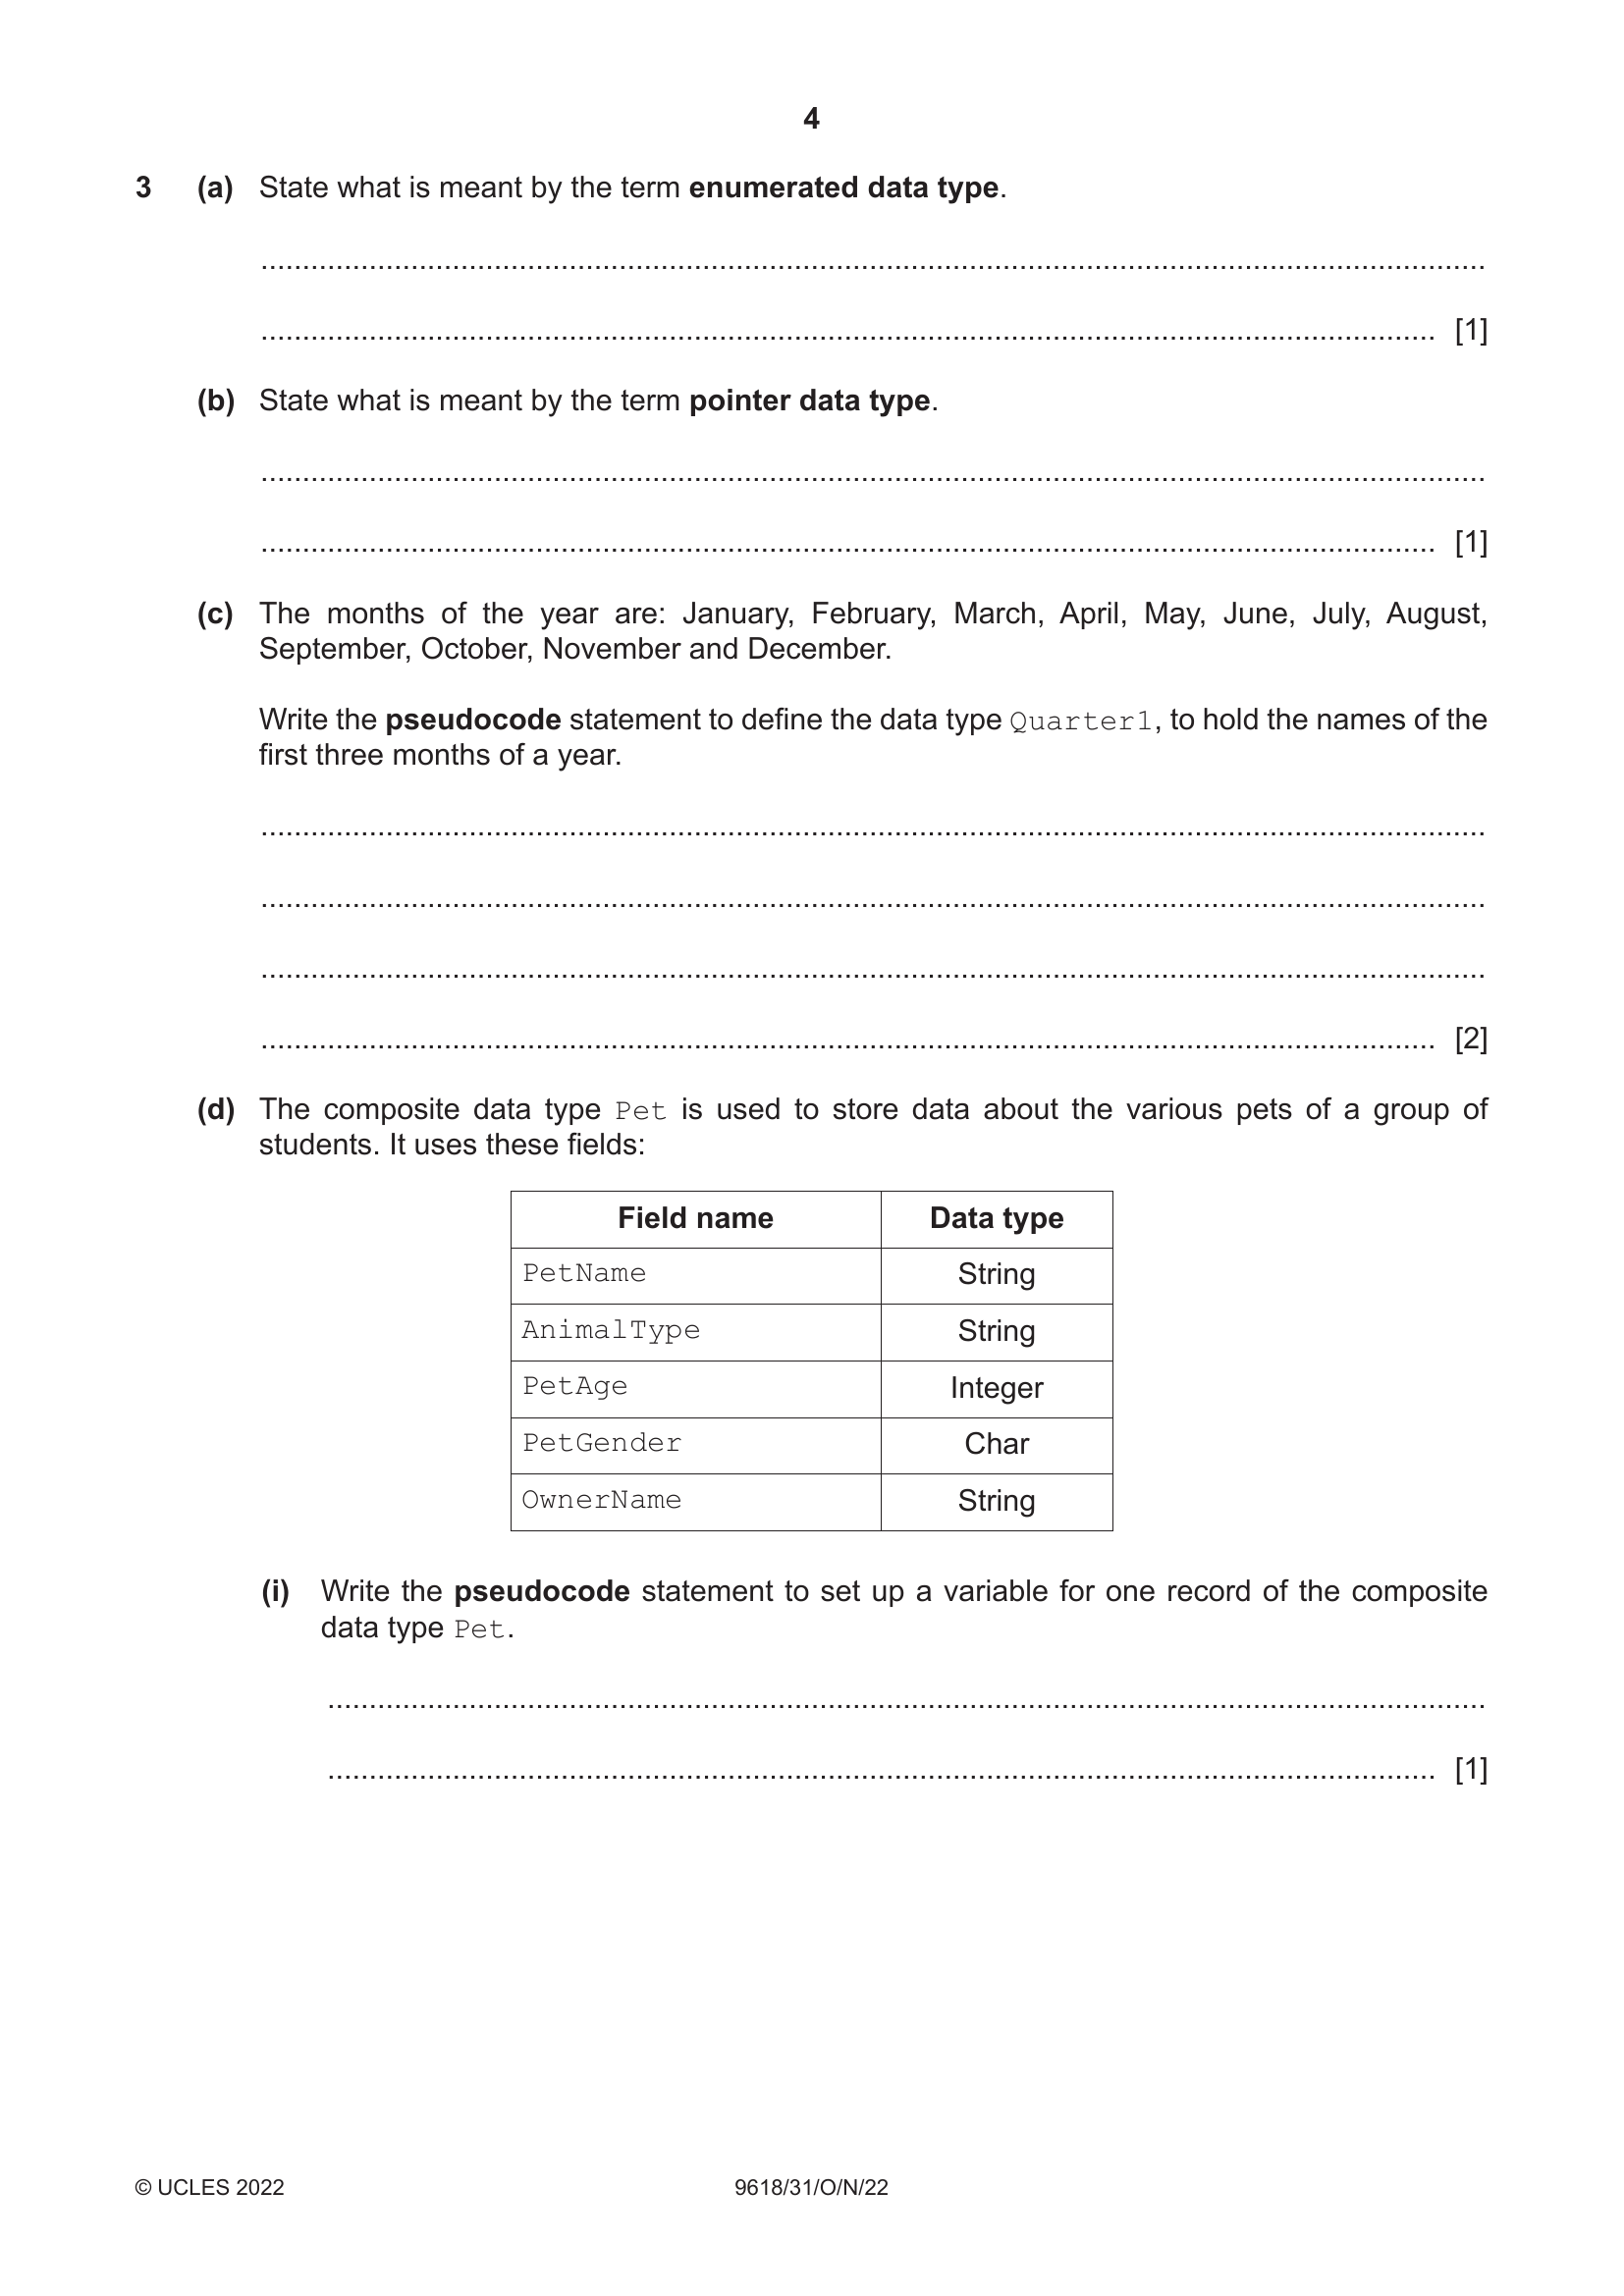 4
3 (a) State what is meant by the term enumerated data type.
[1]
(b) State what is meant by the term pointer data type.
[1]
(c) The months of the year are: January, February, March, April, May, June, July, August,
September, October, November and December.
Write the pseudocode statement to define the data type Quarter1, to hold the names of the
first three months of a year.
[2]
(d) The composite data type Pet is used to store data about the various pets of a group of
students. It uses these fields:
Field name Data type
PetName String
AnimalType String
PetAge Integer
PetGender Char
OwnerName String
(i) Write the pseudocode statement to set up a variable for one record of the composite
data type Pet.
[1]
© UCLES 2022 9618/31/O/N/22